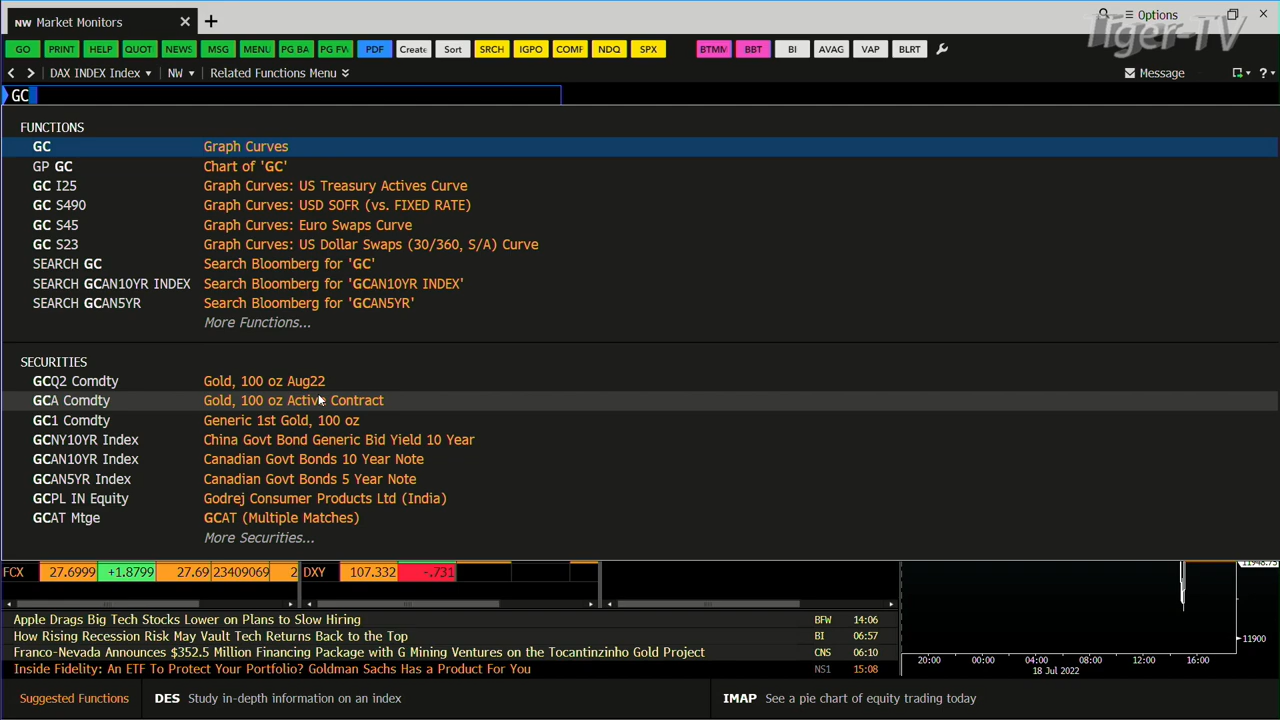 NW Market Monitors
Options
Tiger-TV
GO PRINT HELP QUOT NEWS MSG MENU PG BA PG FW PDF Create Sort SRCH IGPO COMF NDQ SPX BTMM BBT BI AVAG VAP BLRT
DAX INDEX Index NW Related Functions Menu Message ?
GC
FUNCTIONS
GC Graph Curves
GP GC Chart of 'GC'
GC I25 Graph Curves: US Treasury Actives Curve
GC S490 Graph Curves: USD SOFR (vs. FIXED RATE)
GC S45 Graph Curves: Euro Swaps Curve
GC S23 Graph Curves: US Dollar Swaps (30/360, S/A) Curve
SEARCH GC Search Bloomberg for 'GC'
SEARCH GCAN10YR INDEX Search Bloomberg for 'GCAN10YR INDEX'
SEARCH GCAN5YR Search Bloomberg for 'GCAN5YR'
More Functions...
SECURITIES
GCQ2 Comdty Gold, 100 oz Aug22
GCA Comdty Gold, 100 oz Active Contract
GC1 Comdty Generic 1st Gold, 100 oz
GCNY10YR Index China Govt Bond Generic Bid Yield 10 Year
GCAN10YR Index Canadian Govt Bonds 10 Year Note
GCAN5YR Index Canadian Govt Bonds 5 Year Note
GCPL IN Equity Godrej Consumer Products Ltd (India)
GCAT Mtge GCAT (Multiple Matches)
More Securities...
FCX 27.6999 +1.8799 27.69 23409069 2 DXY 107.332 -.731
11948.75
11900
20:00 00:00 04:00 08:00 12:00 16:00
18 Jul 2022
Apple Drags Big Tech Stocks Lower on Plans to Slow Hiring BFW 14:06
How Rising Recession Risk May Vault Tech Returns Back to the Top BI 06:57
Franco-Nevada Announces $352.5 Million Financing Package with G Mining Ventures on the Tocantinzinho Gold Project CNS 06:10
Inside Fidelity: An ETF To Protect Your Portfolio? Goldman Sachs Has a Product For You NS1 15:08
Suggested Functions DES Study in-depth information on an index IMAP See a pie chart of equity trading today